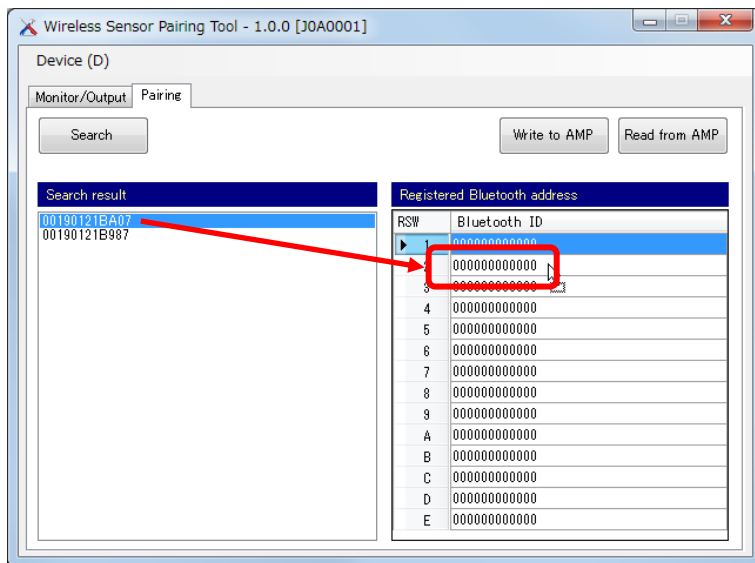 Wireless Sensor Pairing Tool - 1.0.0 [J0A0001]
Device (D)
Monitor/Output Pairing
Search Write to AMP Read from AMP
Search result
00190121BA07
00190121B987
Registered Bluetooth address
RSW Bluetooth ID
1 000000000000
2 000000000000
3 000000000000
4 000000000000
5 000000000000
6 000000000000
7 000000000000
8 000000000000
9 000000000000
A 000000000000
B 000000000000
C 000000000000
D 000000000000
E 000000000000